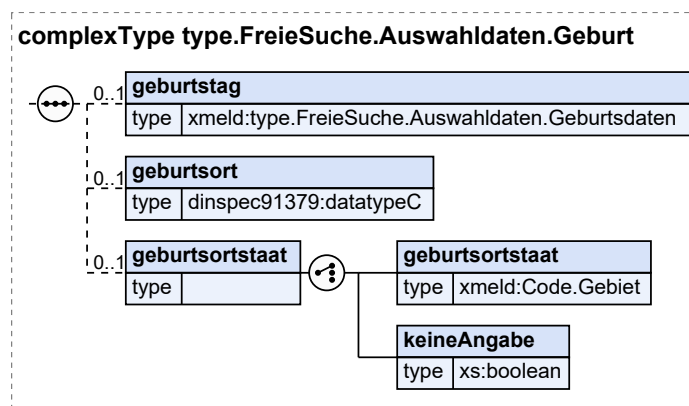 complexType type.FreieSuche.Auswahldaten.Geburt
0..1
geburtstag
type xmeld:type.FreieSuche.Auswahldaten.Geburtsdaten
0..1
geburtsort
type dinspec91379:datatypeC
0..1
geburtsortstaat
type
geburtsortstaat
type xmeld:Code.Gebiet
keineAngabe
type xs:boolean